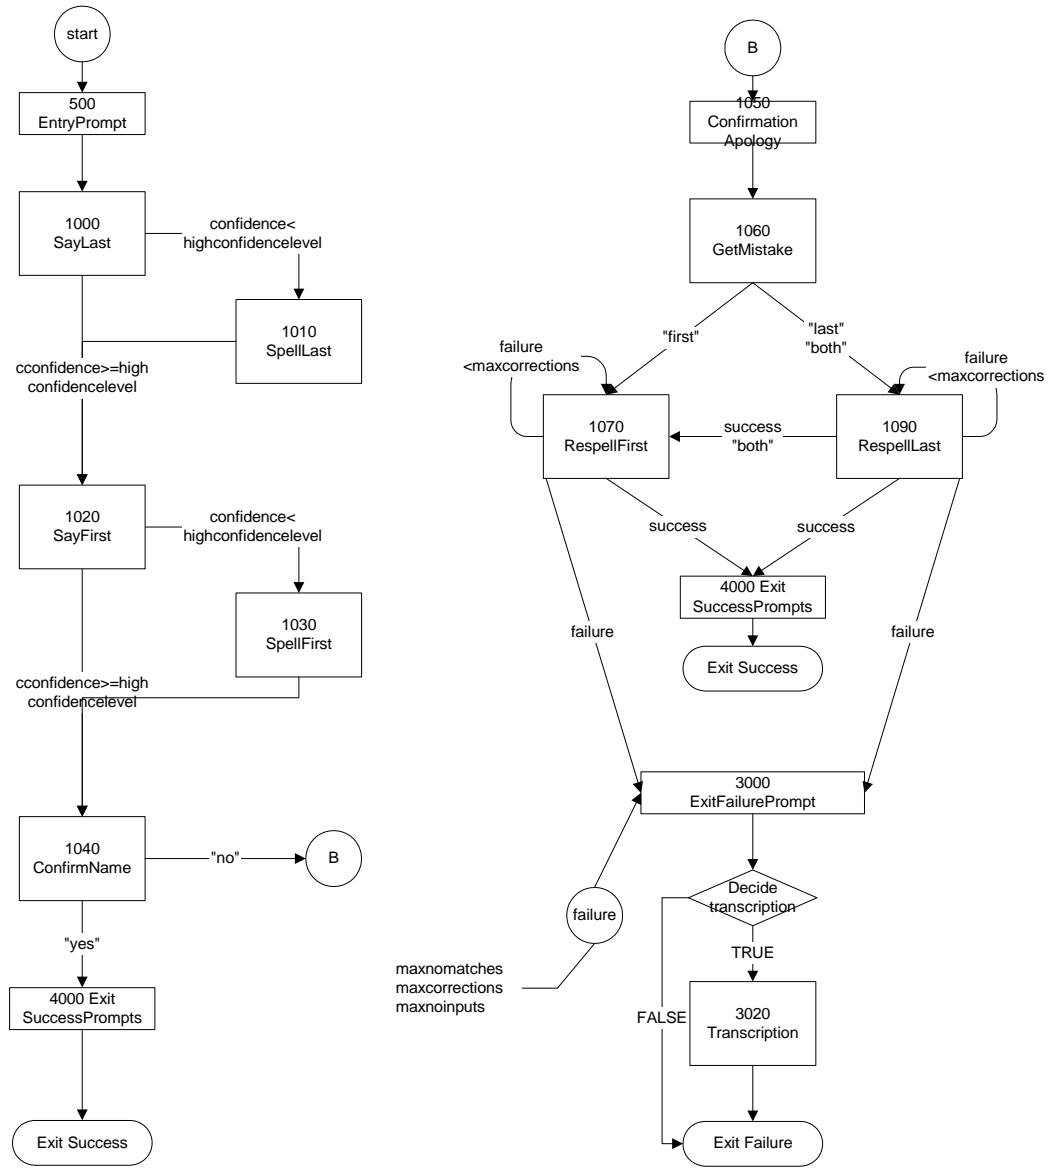 start
500
EntryPrompt
1000
SayLast
confidence<
highconfidencelevel
1010
SpellLast
cconfidence>=high
confidencelevel
1020
SayFirst
confidence<
highconfidencelevel
1030
SpellFirst
cconfidence>=high
confidencelevel
1040
ConfirmName
"no"
B
"yes"
4000 Exit
SuccessPrompts
Exit Success
B
1050
Confirmation
Apology
1060
GetMistake
"first"
"last"
"both"
failure
<maxcorrections
failure
<maxcorrections
1070
RespellFirst
success
"both"
1090
RespellLast
success
success
4000 Exit
SuccessPrompts
Exit Success
failure
failure
3000
ExitFailurePrompt
failure
maxnomatches
maxcorrections
maxnoinputs
Decide
transcription
TRUE
FALSE
3020
Transcription
Exit Failure